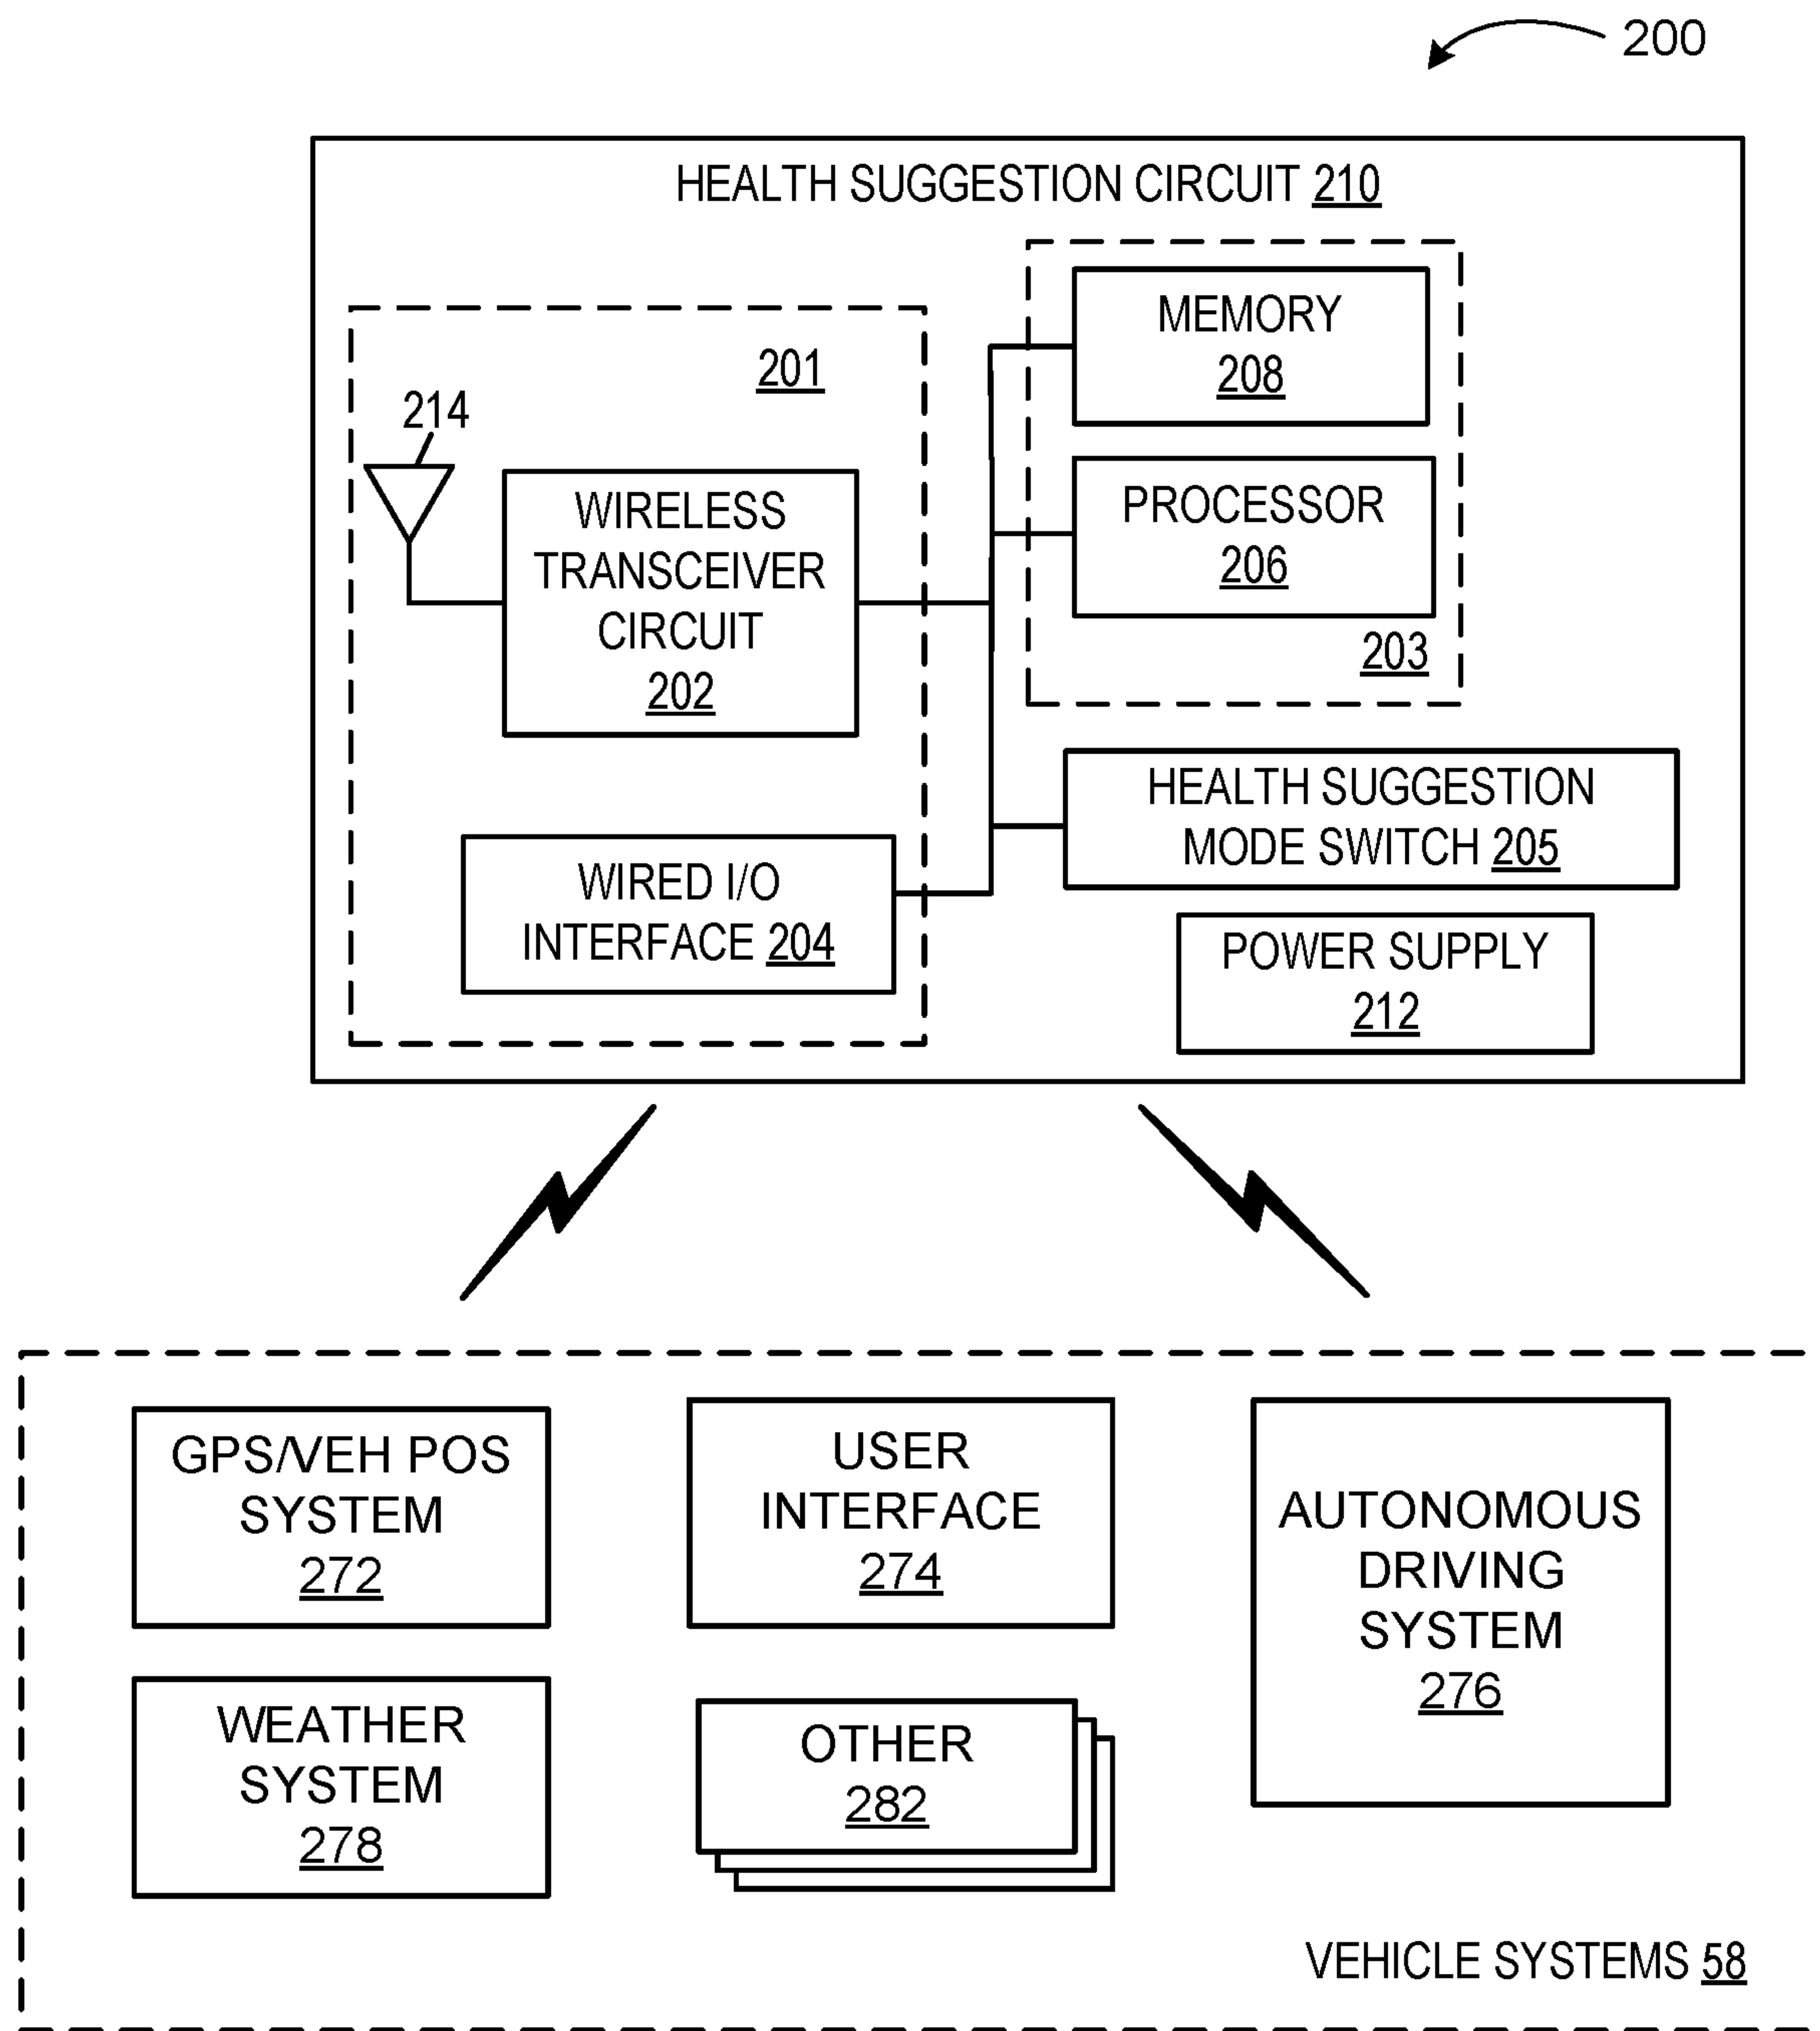 200
HEALTH SUGGESTION CIRCUIT 210
201
214
WIRELESS
TRANSCEIVER
CIRCUIT
202
WIRED I/O
INTERFACE 204
MEMORY
208
PROCESSOR
206
203
HEALTH SUGGESTION
MODE SWITCH 205
POWER SUPPLY
212
GPS/VEH POS
SYSTEM
272
USER
INTERFACE
274
AUTONOMOUS
DRIVING
SYSTEM
276
WEATHER
SYSTEM
278
OTHER
282
VEHICLE SYSTEMS 58